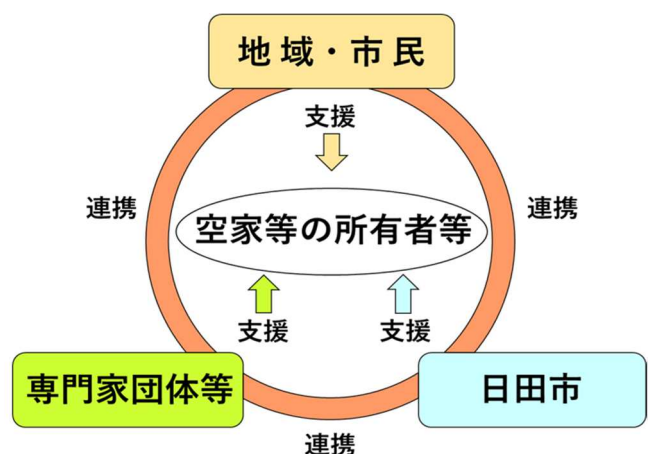 地域・市民
支援
連携
連携
空家等の所有者等
支援
支援
専門家団体等
日田市
連携